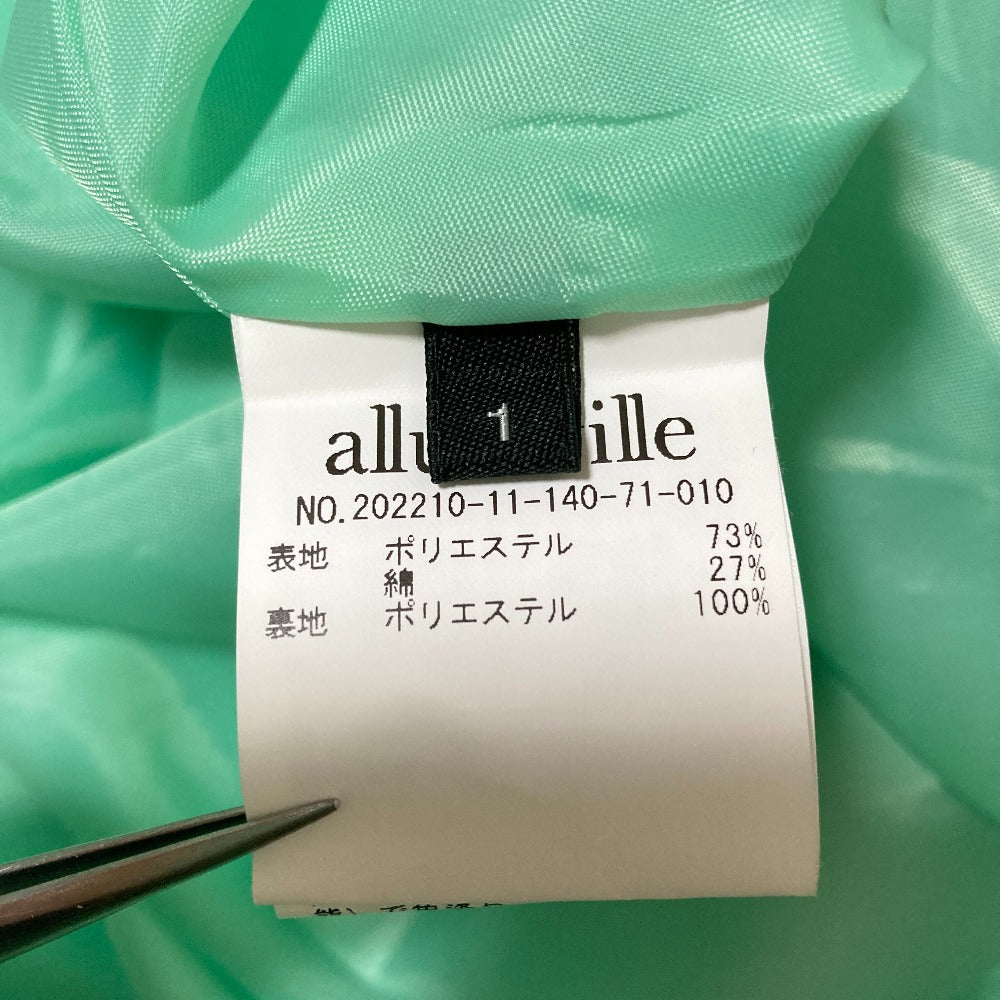 1
allu ille
NO.202210-11-140-71-010
表地 ポリエステル 73%
綿 27%
裏地 ポリエステル 100%